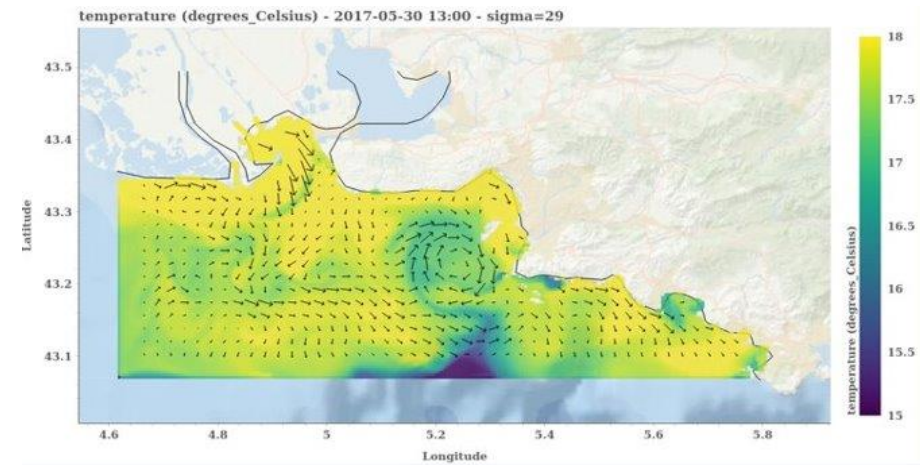 temperature (degrees_Celsius) - 2017-05-30 13:00 - sigma=29
43.5
43.4
43.3
43.2
43.1
Latitude
4.6 4.8 5 5.2 5.4 5.6 5.8
Longitude
18
17.5
17
16.5
16
15.5
15
temperature (degrees_Celsius)